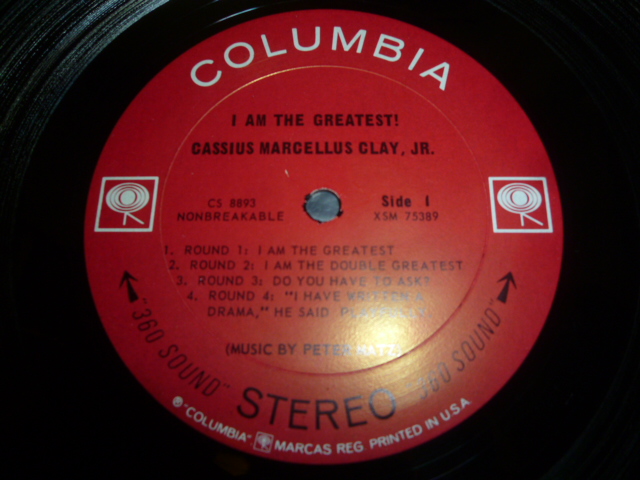 COLUMBIA
I AM THE GREATEST!
CASSIUS MARCELLUS CLAY, JR.
CS 8893
NONBREAKABLE
Side 1
XSM 75389
1. ROUND 1: I AM THE GREATEST
2. ROUND 2: I AM THE DOUBLE GREATEST
3. ROUND 3: DO YOU HAVE TO ASK?
4. ROUND 4: "I HAVE WRITTEN A
DRAMA," HE SAID
(MUSIC BY PETER
"360 SOUND" STEREO "360 SOUND"
℗ "COLUMBIA" MARCAS REG. PRINTED IN U.S.A.